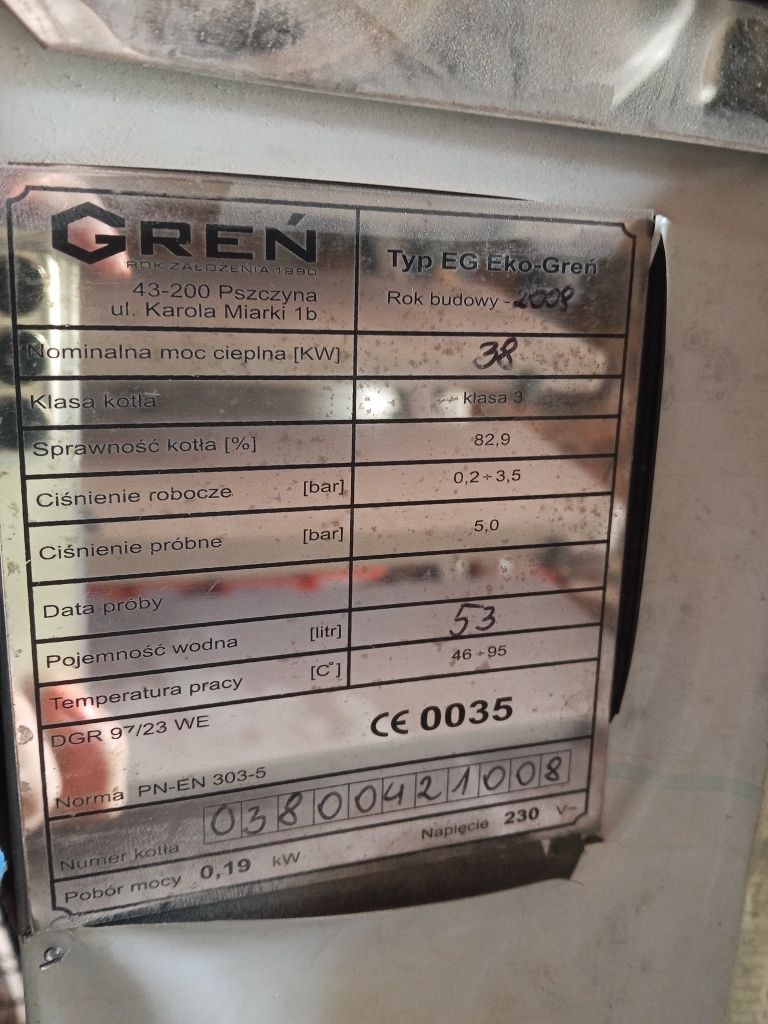 GREŃ
ROK ZAŁOŻENIA 1990
43-200 Pszczyna
ul. Karola Miarki 1b
Typ EG Eko-Greń
Rok budowy - 2008
Nominalna moc cieplna [KW] 38
Klasa kotła klasa 3
Sprawność kotła [%] 82,9
Ciśnienie robocze [bar] 0,2÷3,5
Ciśnienie próbne [bar] 5,0
Data próby
Pojemność wodna [litr] 53
Temperatura pracy [C°] 46÷95
DGR 97/23 WE CE 0035
Norma PN-EN 303-5
Numer kotła 0380421008
Pobór mocy 0,19 kW Napięcie 230 V~